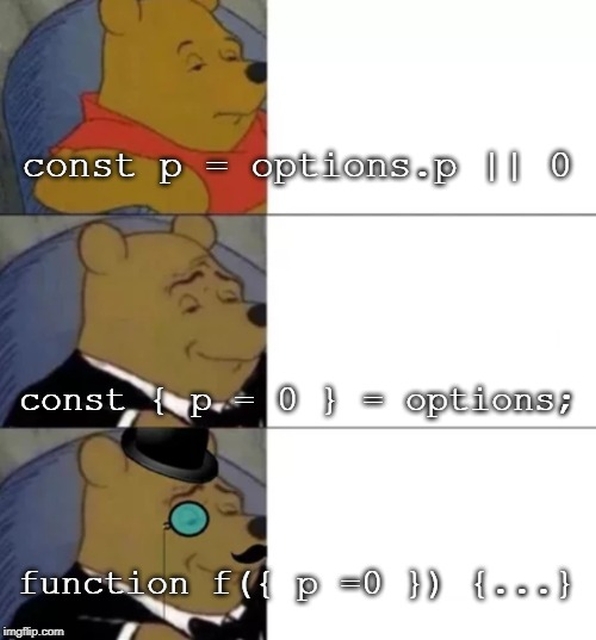 const p = options.p || 0
const { p = 0 } = options;
function f({ p =0 }) {...}
imgflip.com